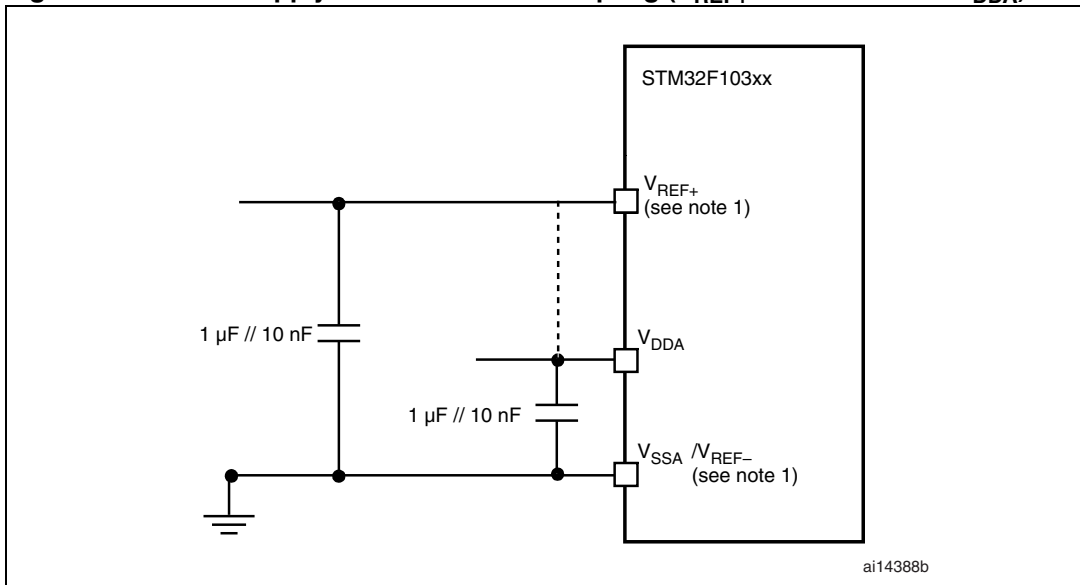 STM32F103xx
VREF+
(see note 1)
1 µF // 10 nF
VDDA
1 µF // 10 nF
VSSA /VREF–
(see note 1)
ai14388b